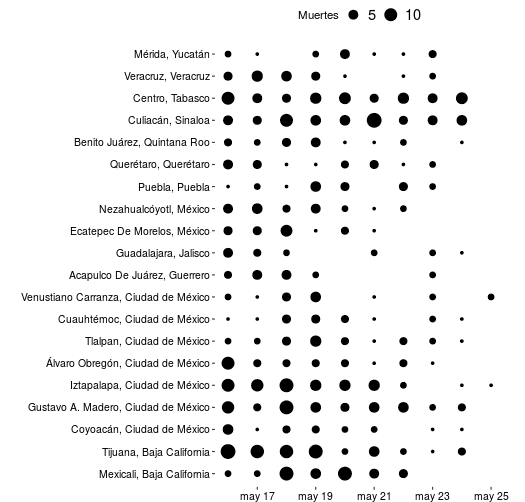 Muertes 5 10
Mérida, Yucatán
Veracruz, Veracruz
Centro, Tabasco
Culiacán, Sinaloa
Benito Juárez, Quintana Roo
Querétaro, Querétaro
Puebla, Puebla
Nezahualcóyotl, México
Ecatepec De Morelos, México
Guadalajara, Jalisco
Acapulco De Juárez, Guerrero
Venustiano Carranza, Ciudad de México
Cuauhtémoc, Ciudad de México
Tlalpan, Ciudad de México
Álvaro Obregón, Ciudad de México
Iztapalapa, Ciudad de México
Gustavo A. Madero, Ciudad de México
Coyoacán, Ciudad de México
Tijuana, Baja California
Mexicali, Baja California
may 17 may 19 may 21 may 23 may 25